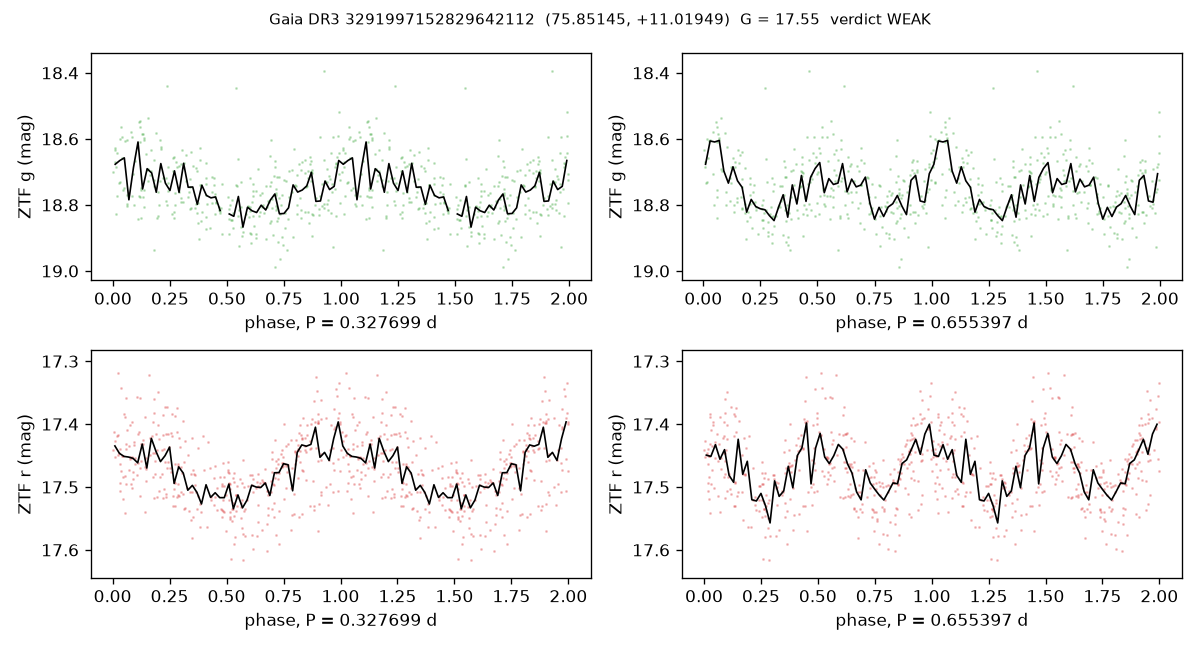 Gaia DR3 3291997152829642112 (75.85145, +11.01949) G = 17.55 verdict WEAK
ZTF g (mag)
18.4
18.6
18.8
19.0
0.00 0.25 0.50 0.75 1.00 1.25 1.50 1.75 2.00
phase, P = 0.327699 d
ZTF g (mag)
18.4
18.6
18.8
19.0
0.00 0.25 0.50 0.75 1.00 1.25 1.50 1.75 2.00
phase, P = 0.655397 d
ZTF r (mag)
17.3
17.4
17.5
17.6
0.00 0.25 0.50 0.75 1.00 1.25 1.50 1.75 2.00
phase, P = 0.327699 d
ZTF r (mag)
17.3
17.4
17.5
17.6
0.00 0.25 0.50 0.75 1.00 1.25 1.50 1.75 2.00
phase, P = 0.655397 d